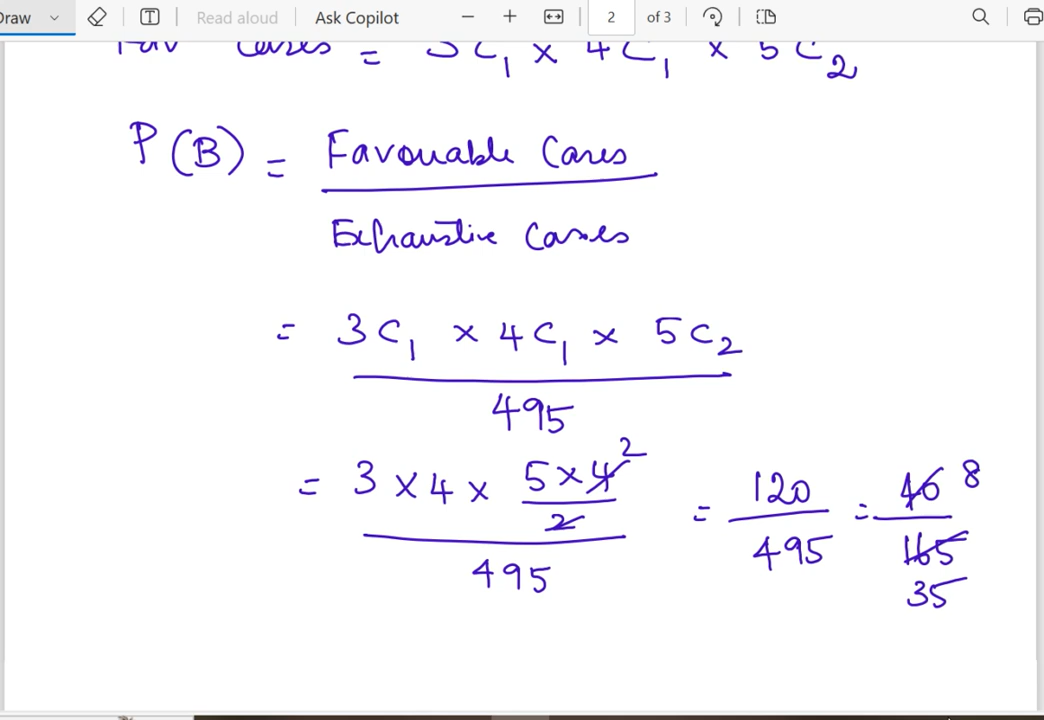 Draw Read aloud Ask Copilot − + 2 of 3
Fav cases = 3C₁ × 4C₁ × 5C₂
P(B) = Favouable Cases
Exhaustive Cases
= 3C₁ × 4C₁ × 5C₂
495
= 3 × 4 × 5×4 2
2
495
= 120
495
= 40 8
165
35